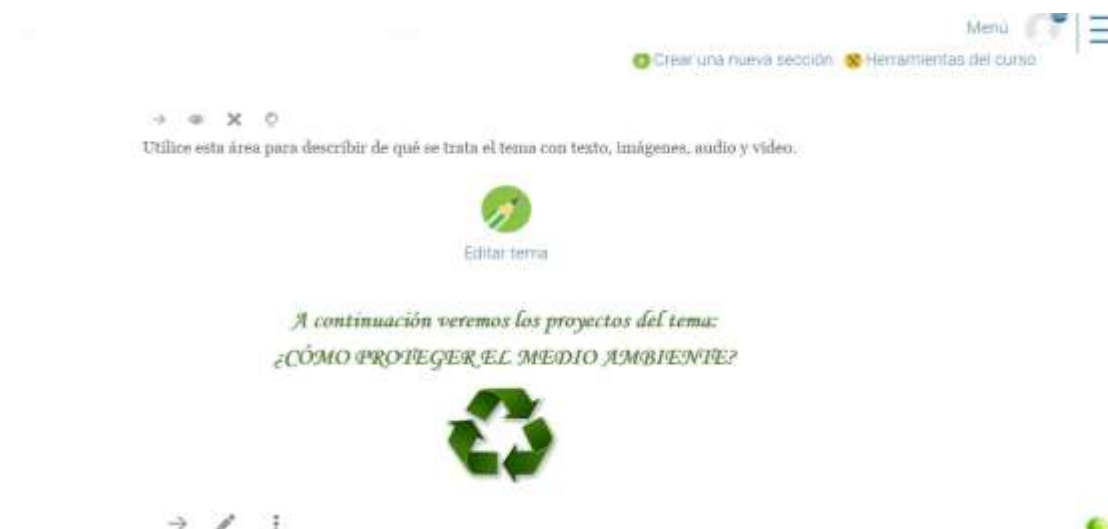 Menú
Crear una nueva sección Herramientas del curso
Utilice esta área para describir de qué se trata el tema con texto, imágenes, audio y video.
Editar tema
A continuación veremos los proyectos del tema:
¿CÓMO PROTEGER EL MEDIO AMBIENTE?